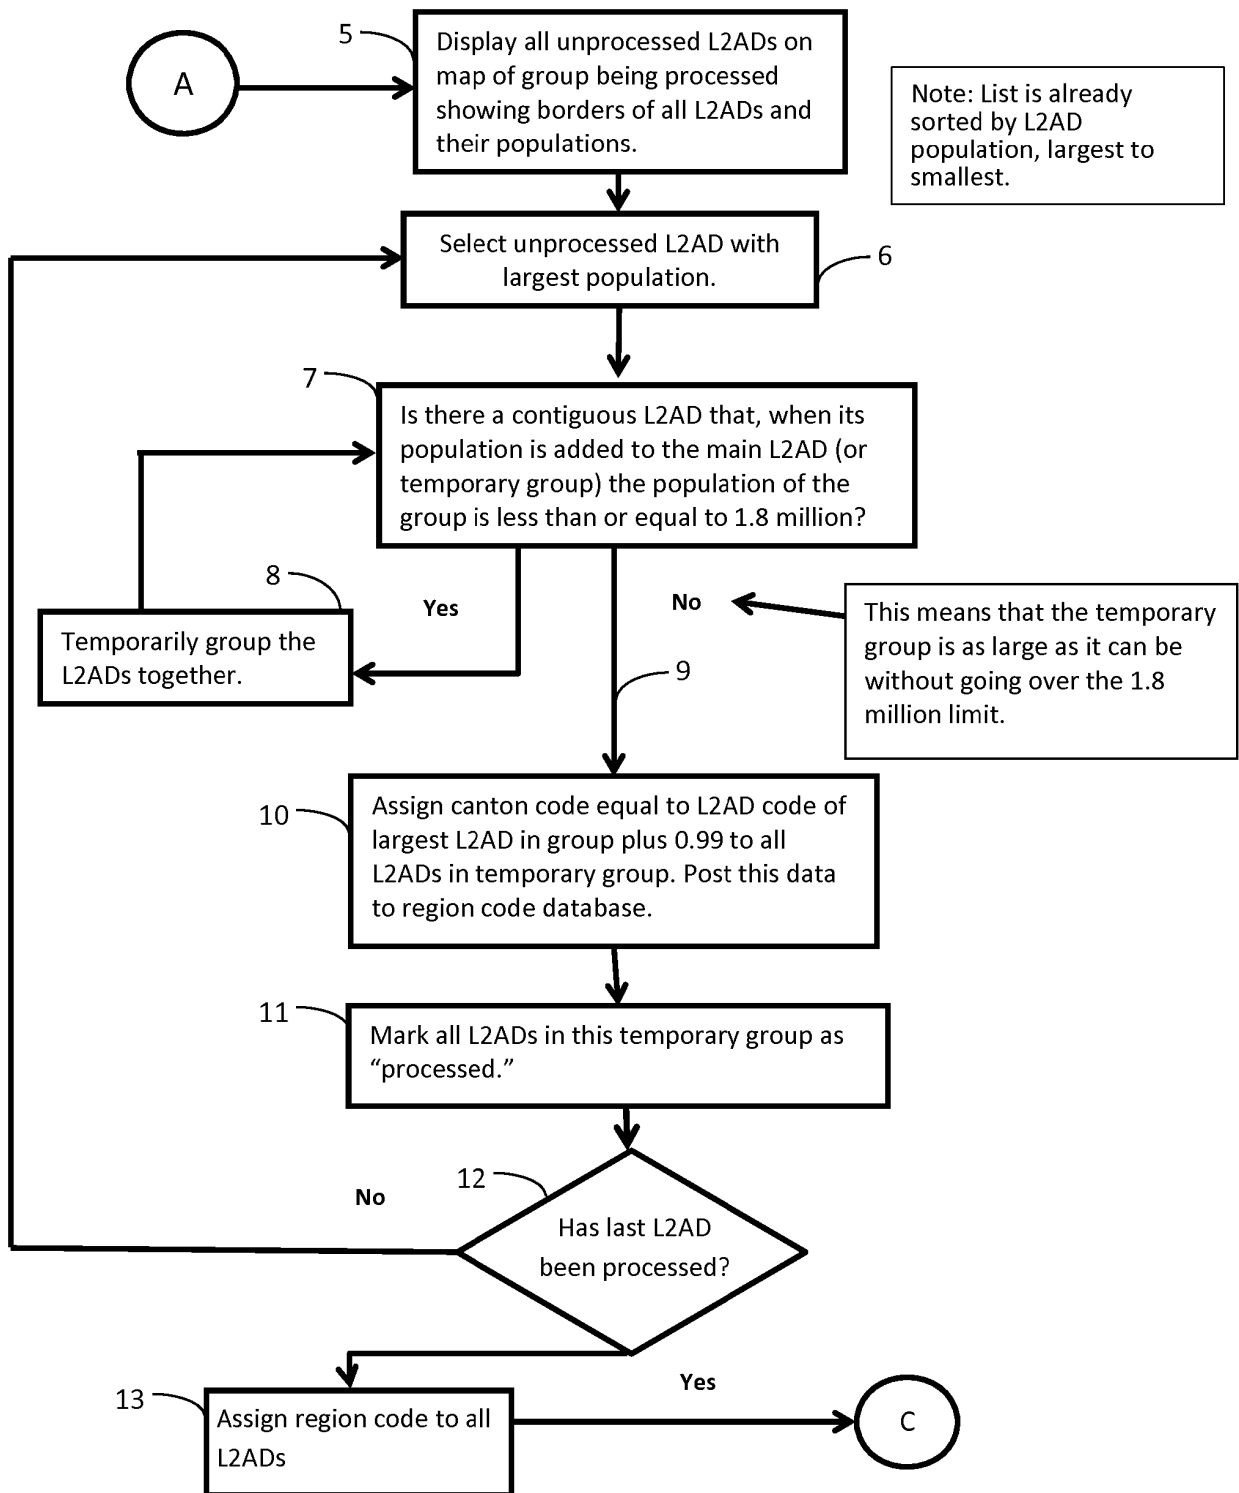 5
Display all unprocessed L2ADs on
map of group being processed
showing borders of all L2ADs and
their populations.
A
Note: List is already
sorted by L2AD
population, largest to
smallest.
Select unprocessed L2AD with
largest population.
6
7
Is there a contiguous L2AD that, when its
population is added to the main L2AD (or
temporary group) the population of the
group is less than or equal to 1.8 million?
8
Yes
No
Temporarily group the
L2ADs together.
This means that the temporary
group is as large as it can be
without going over the 1.8
million limit.
9
10
Assign canton code equal to L2AD code of
largest L2AD in group plus 0.99 to all
L2ADs in temporary group. Post this data
to region code database.
11
Mark all L2ADs in this temporary group as
“processed.”
12
No
Has last L2AD
been processed?
Yes
13
Assign region code to all
L2ADs
C